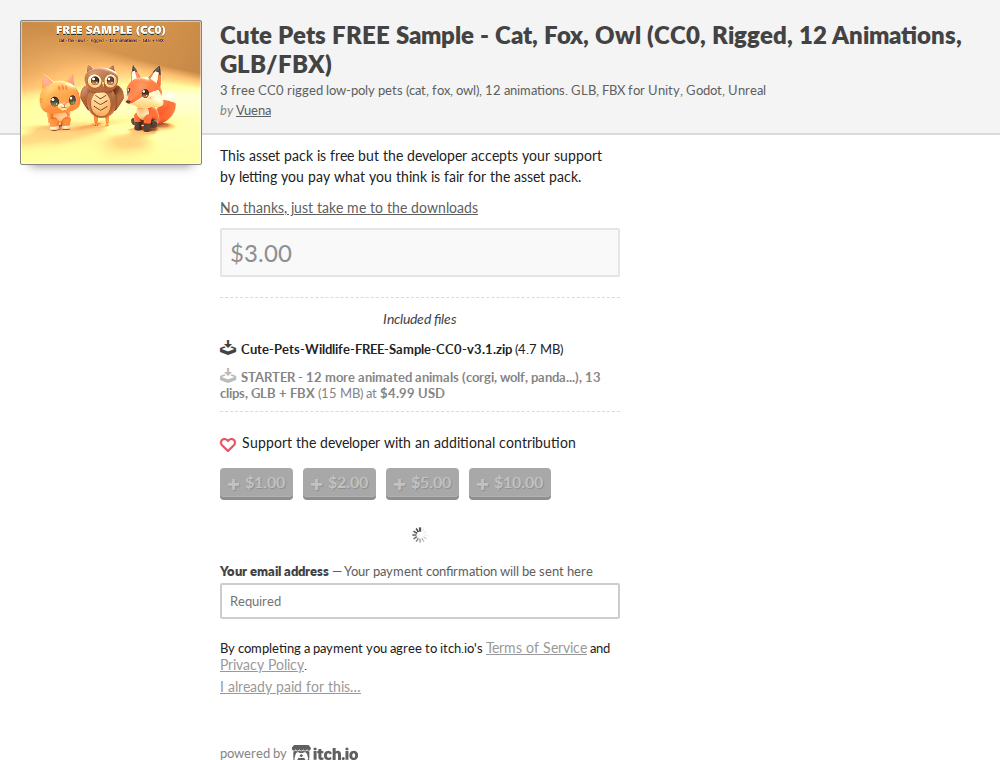 FREE SAMPLE (CC0)
Cute Pets FREE Sample - Cat, Fox, Owl (CC0, Rigged, 12 Animations,
GLB/FBX)
3 free CC0 rigged low-poly pets (cat, fox, owl), 12 animations. GLB, FBX for Unity, Godot, Unreal
by Vuena
This asset pack is free but the developer accepts your support
by letting you pay what you think is fair for the asset pack.
No thanks, just take me to the downloads
$3.00
Included files
Cute-Pets-Wildlife-FREE-Sample-CC0-v3.1.zip (4.7 MB)
STARTER - 12 more animated animals (corgi, wolf, panda...), 13
clips, GLB + FBX (15 MB) at $4.99 USD
Support the developer with an additional contribution
+ $1.00 + $2.00 + $5.00 + $10.00
Your email address — Your payment confirmation will be sent here
Required
By completing a payment you agree to itch.io's Terms of Service and
Privacy Policy.
I already paid for this...
powered by itch.io